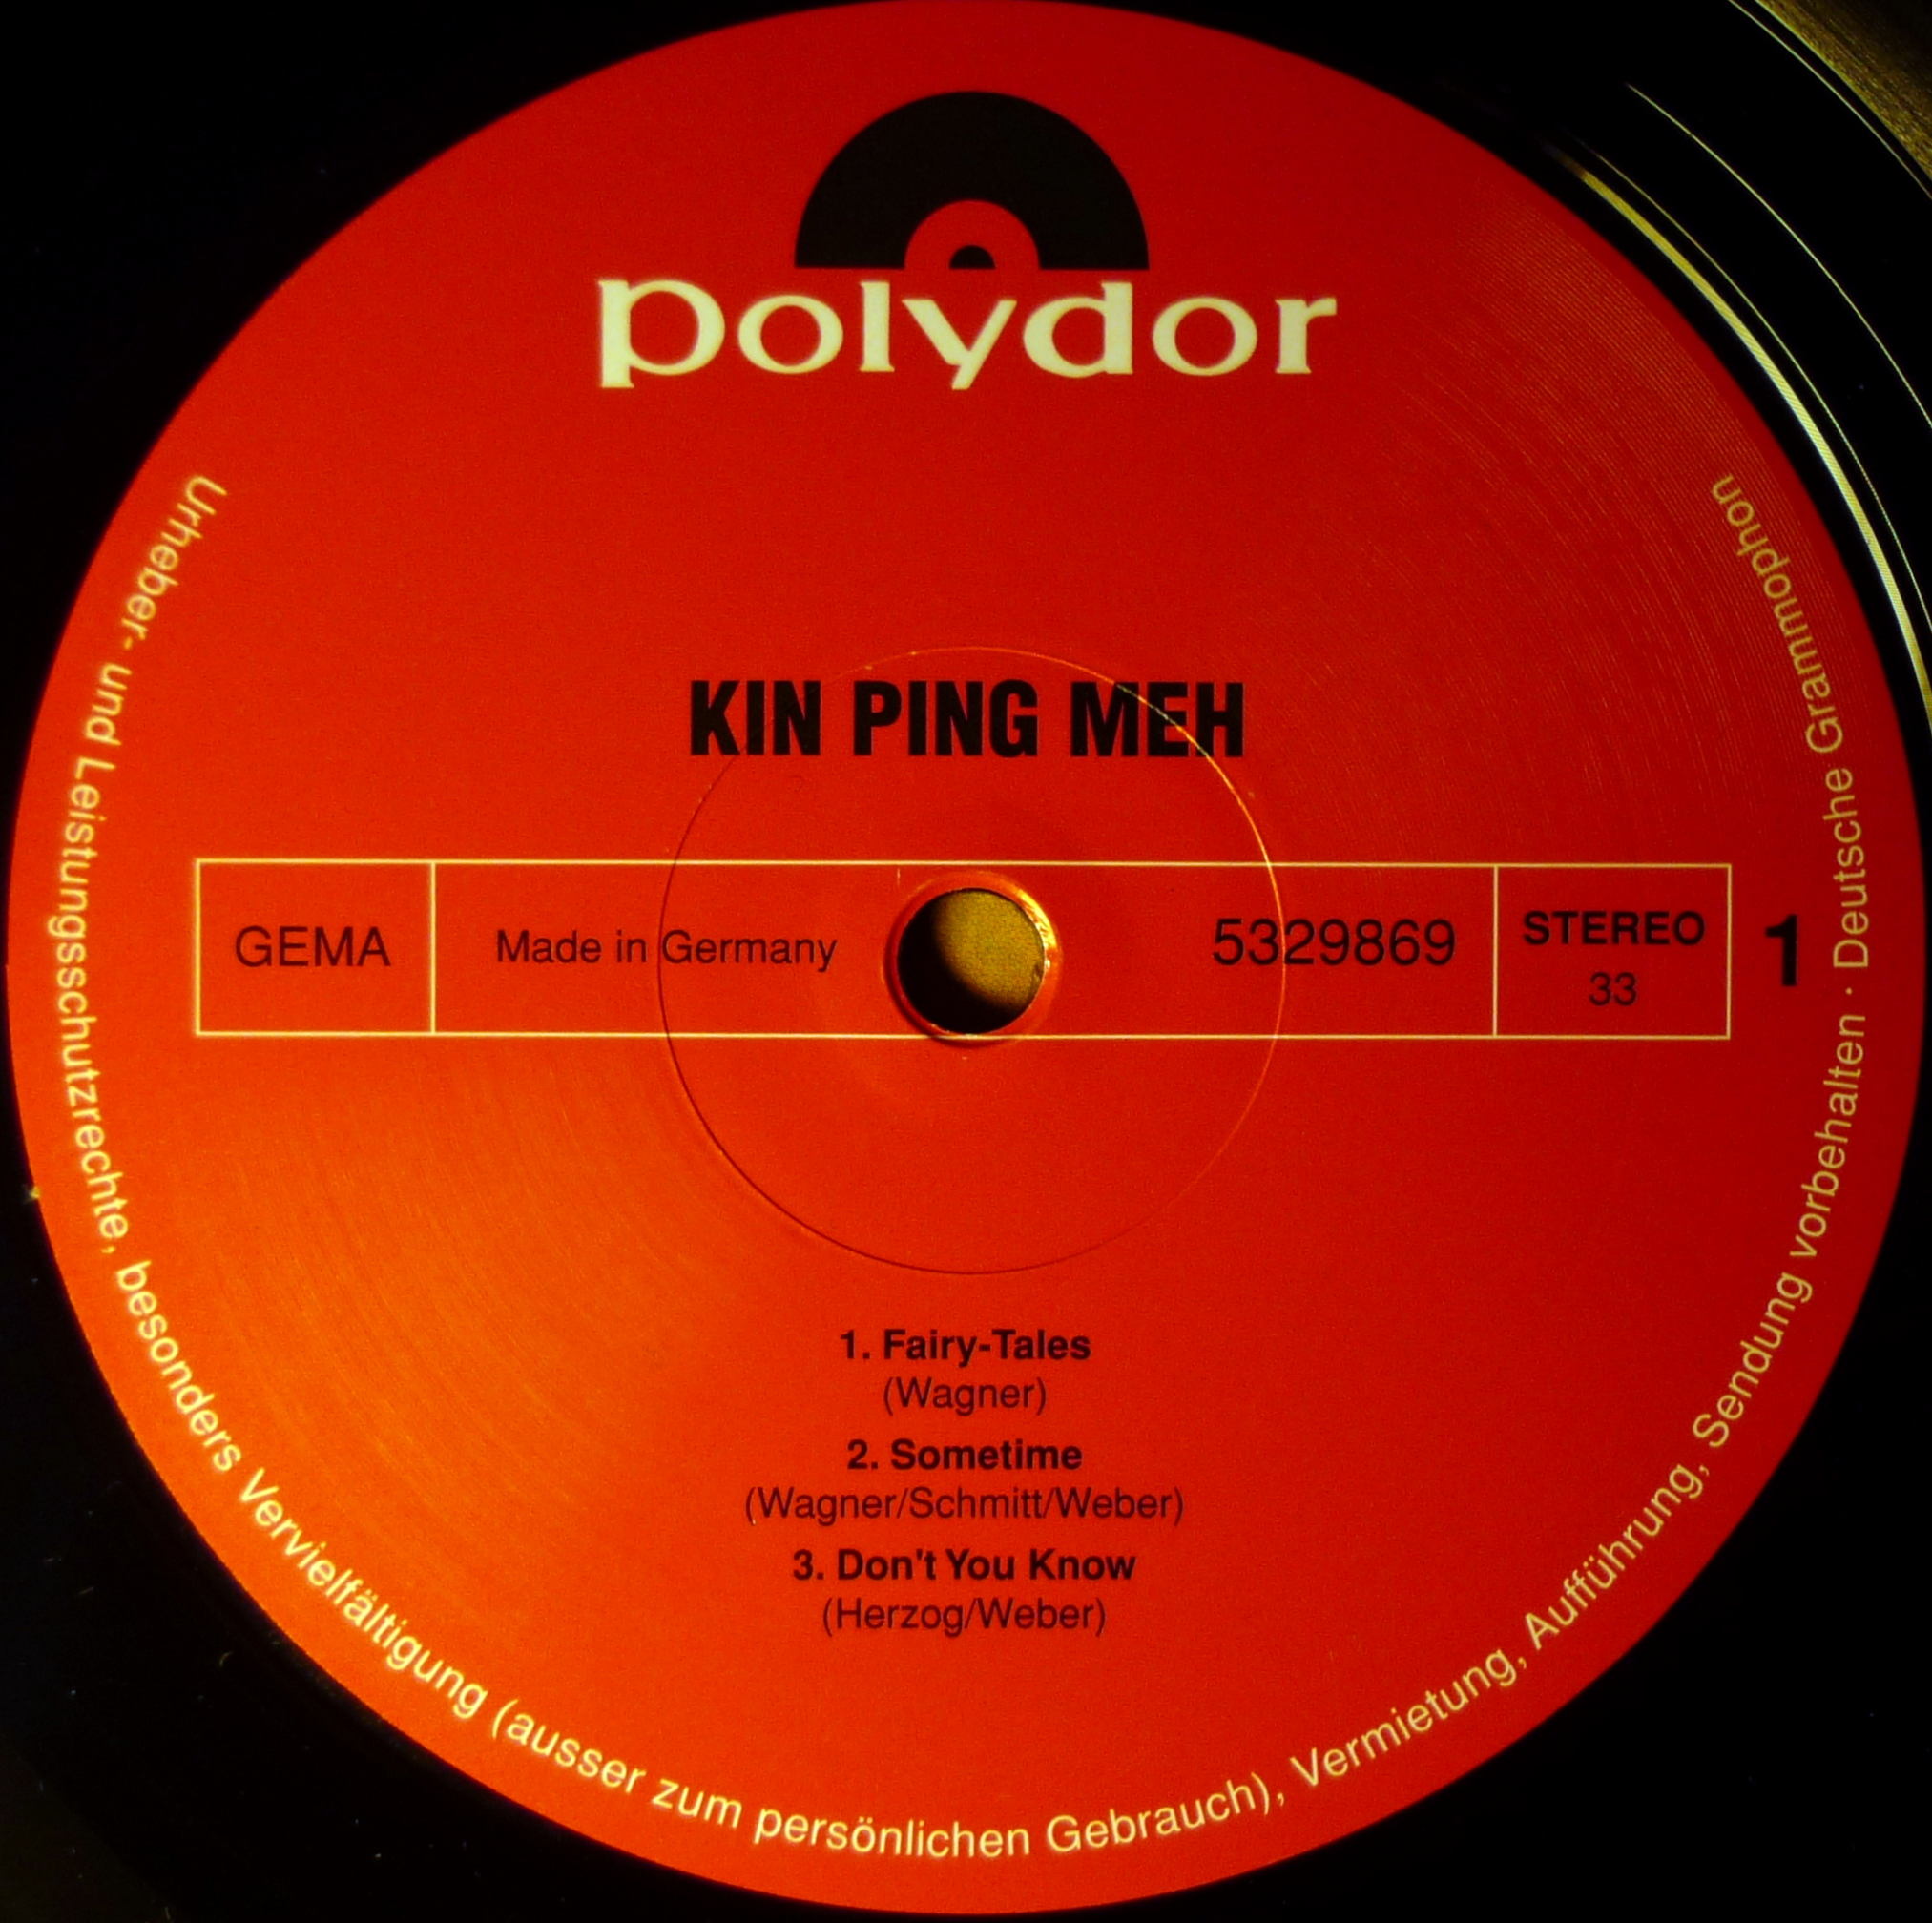 polydor
KIN PING MEH
GEMA
Made in Germany
5329869
STEREO
33
1
1. Fairy-Tales
(Wagner)
2. Sometime
(Wagner/Schmitt/Weber)
3. Don't You Know
(Herzog/Weber)
Urheber- und Leistungsschutzrechte, besonders Vervielfältigung (ausser zum persönlichen Gebrauch), Vermietung, Aufführung, Sendung vorbehalten · Deutsche Grammophon